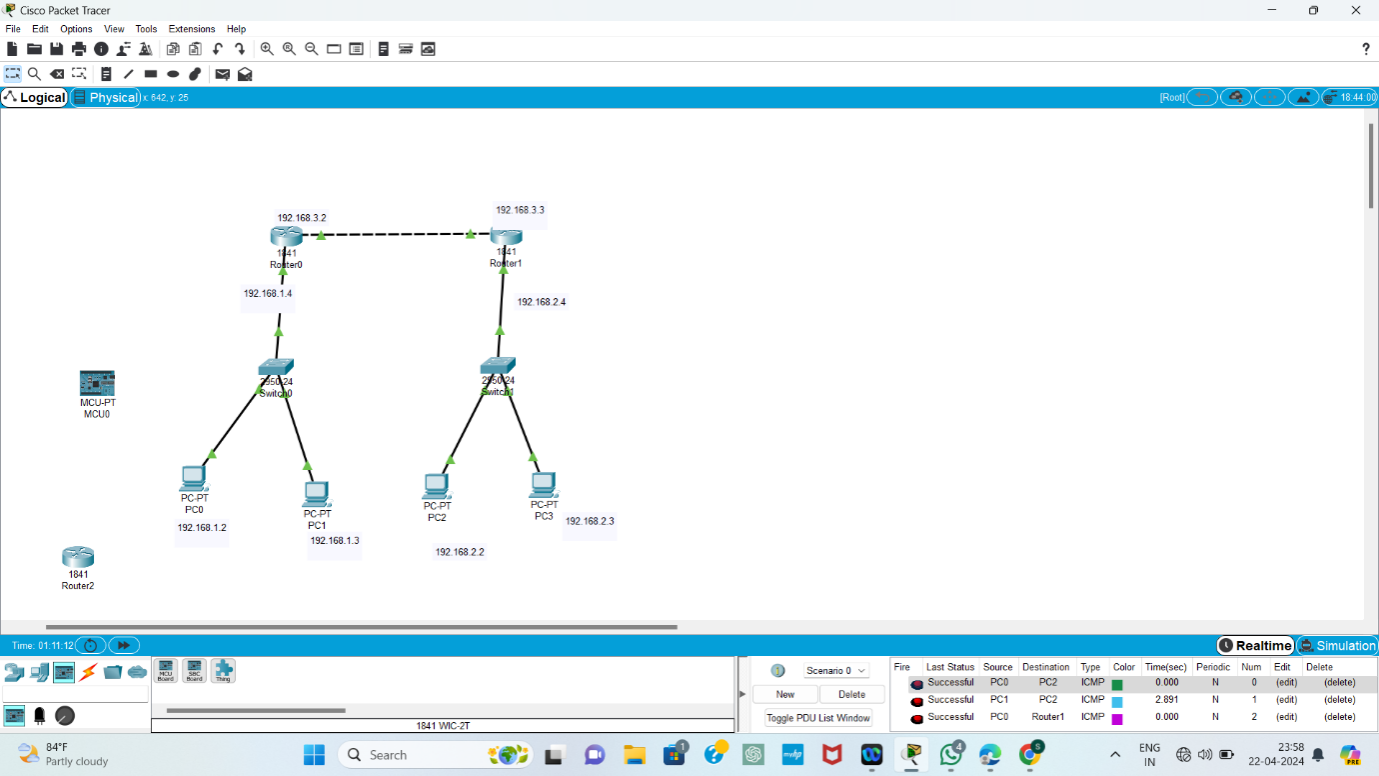 Cisco Packet Tracer
File Edit Options View Tools Extensions Help
?
Logical Physical x: 642, y: 25 [Root] 18:44:00
192.168.3.2
192.168.3.3
1841
Router0
1841
Router1
192.168.1.4
192.168.2.4
2950-24
Switch0
2950-24
Switch1
MCU-PT
MCU0
PC-PT
PC0
PC-PT
PC1
PC-PT
PC2
PC-PT
PC3
192.168.1.2
192.168.1.3
192.168.2.2
192.168.2.3
1841
Router2
Time: 01:11:12 Realtime Simulation
MCU Board
SBC Board
Thing
1841 WIC-2T
Scenario 0
New Delete
Toggle PDU List Window
Fire Last Status Source Destination Type Color Time(sec) Periodic Num Edit Delete
Successful PC0 PC2 ICMP 0.000 N 0 (edit) (delete)
Successful PC1 PC2 ICMP 2.891 N 1 (edit) (delete)
Successful PC0 Router1 ICMP 0.000 N 2 (edit) (delete)
84°F
Partly cloudy
Search
1
4
S
ENG
IN
23:58
22-04-2024
PRE